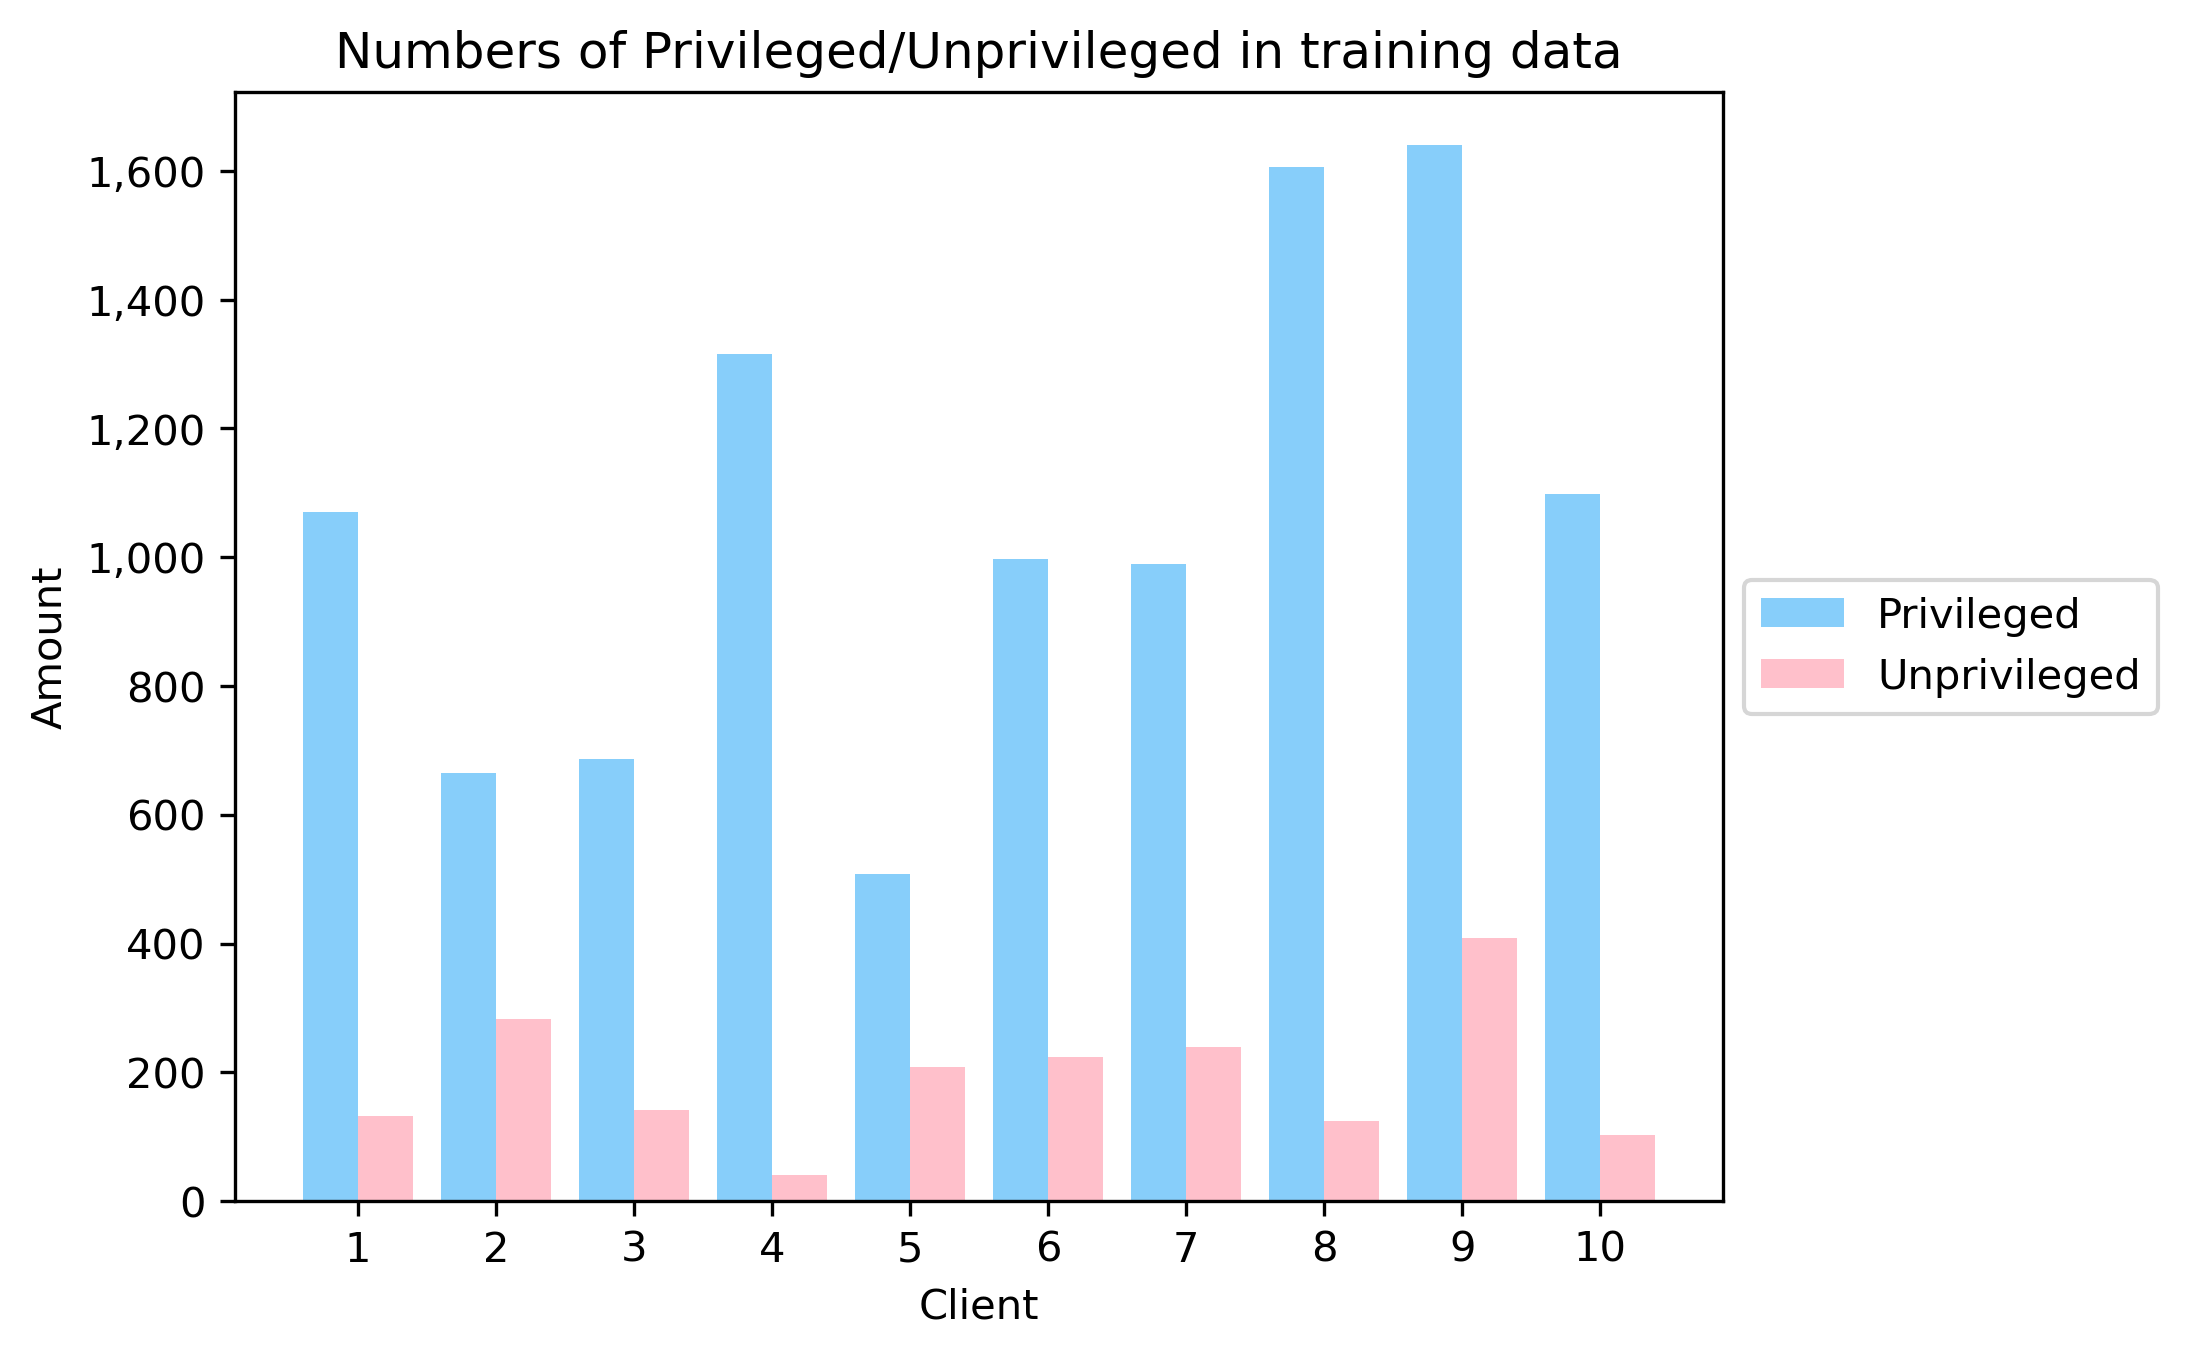 Numbers of Privileged/Unprivileged in training data
1,600
1,400
1,200
1,000
800
600
400
200
0
Amount
1 2 3 4 5 6 7 8 9 10
Client
Privileged
Unprivileged